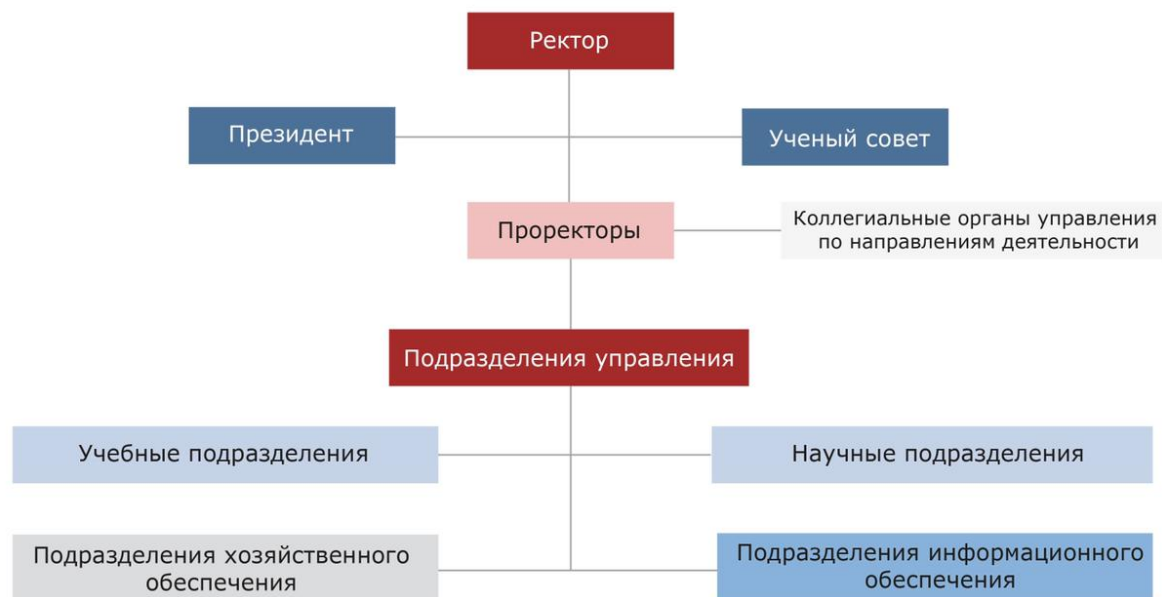 Ректор
Президент
Ученый совет
Проректоры
Коллегиальные органы управления
по направлениям деятельности
Подразделения управления
Учебные подразделения
Научные подразделения
Подразделения хозяйственного
обеспечения
Подразделения информационного
обеспечения